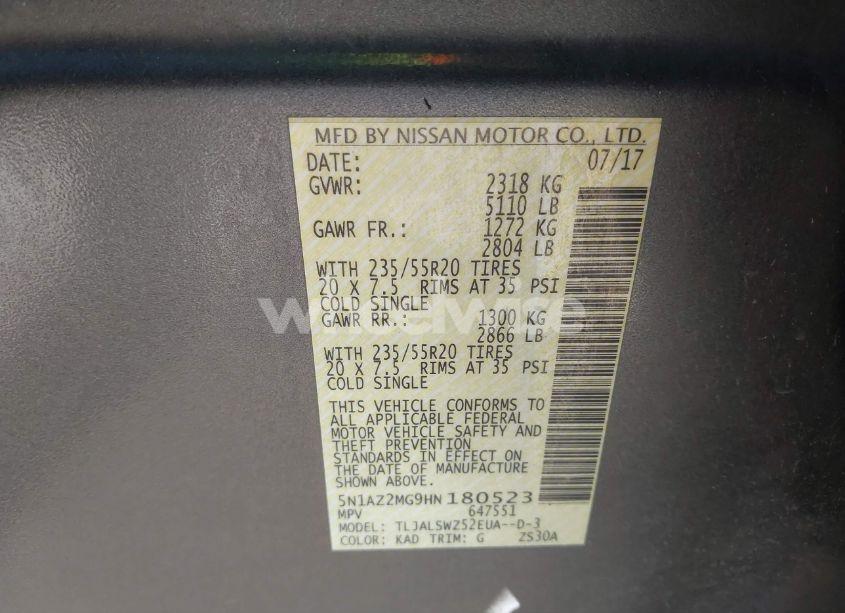 MFD BY NISSAN MOTOR CO., LTD.
DATE: 07/17
GVWR: 2318 KG
5110 LB
GAWR FR.: 1272 KG
2804 LB
WITH 235/55R20 TIRES
20 X 7.5 RIMS AT 35 PSI
COLD SINGLE
GAWR RR.: 1300 KG
2866 LB
WITH 235/55R20 TIRES
20 X 7.5 RIMS AT 35 PSI
COLD SINGLE
THIS VEHICLE CONFORMS TO
ALL APPLICABLE FEDERAL
MOTOR VEHICLE SAFETY AND
THEFT PREVENTION
STANDARDS IN EFFECT ON
THE DATE OF MANUFACTURE
SHOWN ABOVE.
5N1AZ2MG9HN 180523
MPV 647551
MODEL: TLJALSWZ52EUA--D-3
COLOR: KAD TRIM: G ZS30A
wheelwise